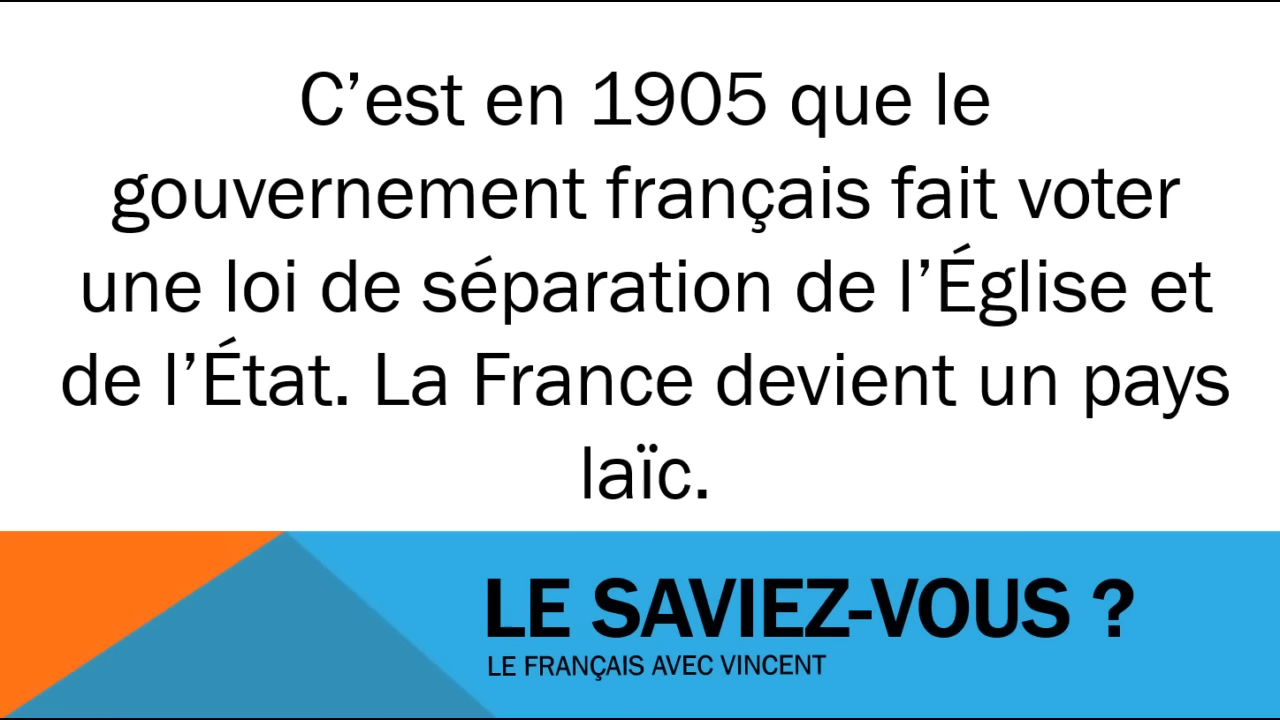 C’est en 1905 que le
gouvernement français fait voter
une loi de séparation de l’Église et
de l’État. La France devient un pays
laïc.
LE SAVIEZ-VOUS ?
LE FRANÇAIS AVEC VINCENT